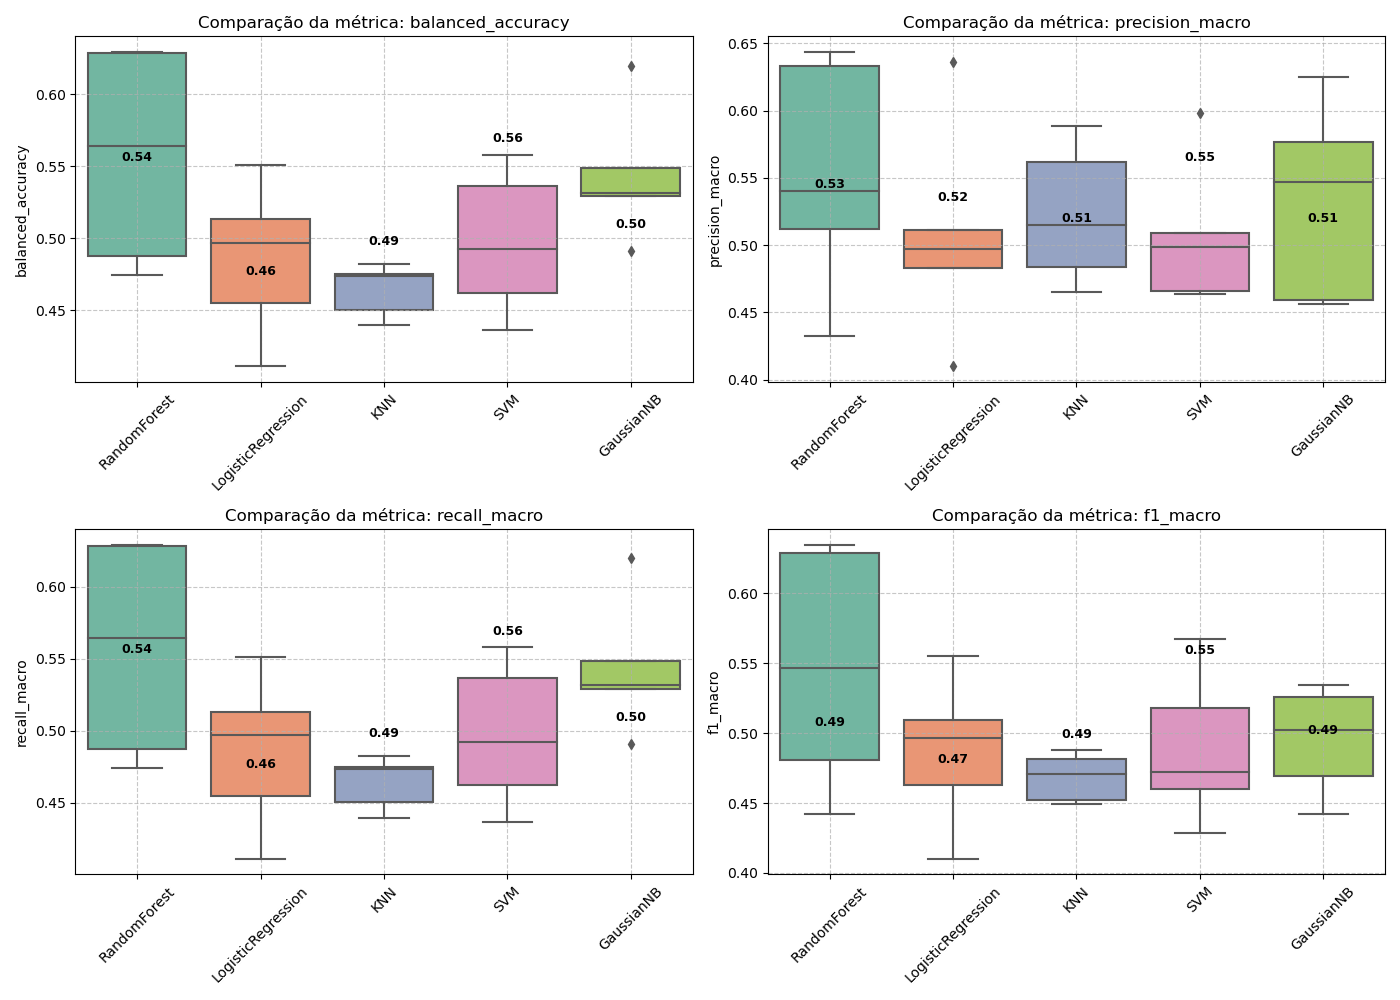 Comparação da métrica: balanced_accuracy
balanced_accuracy
0.60
0.55
0.50
0.45
0.54
0.46
0.49
0.56
0.50
RandomForest
LogisticRegression
KNN
SVM
GaussianNB
Comparação da métrica: precision_macro
precision_macro
0.65
0.60
0.55
0.50
0.45
0.40
0.53
0.52
0.51
0.55
0.51
RandomForest
LogisticRegression
KNN
SVM
GaussianNB
Comparação da métrica: recall_macro
recall_macro
0.60
0.55
0.50
0.45
0.54
0.46
0.49
0.56
0.50
RandomForest
LogisticRegression
KNN
SVM
GaussianNB
Comparação da métrica: f1_macro
f1_macro
0.60
0.55
0.50
0.45
0.40
0.49
0.47
0.49
0.55
0.49
RandomForest
LogisticRegression
KNN
SVM
GaussianNB